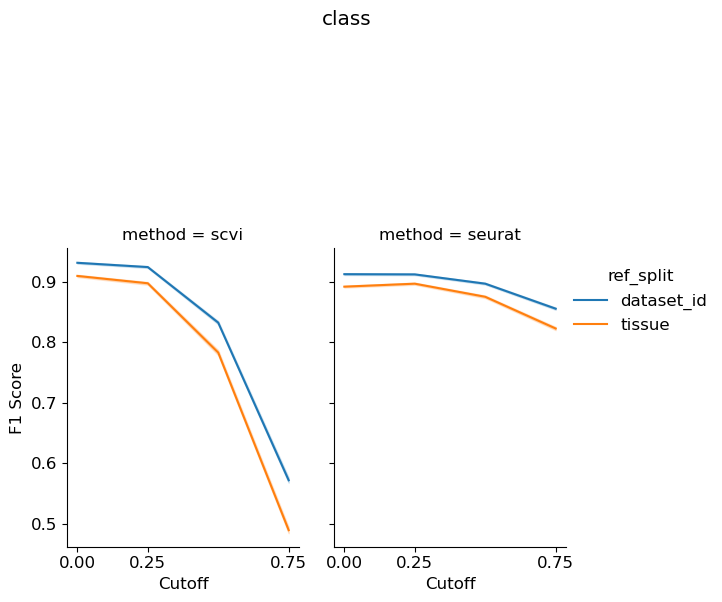 class
method = scvi
method = seurat
ref_split
dataset_id
tissue
F1 Score
0.9
0.8
0.7
0.6
0.5
0.00 0.25 0.75
0.00 0.25 0.75
Cutoff
Cutoff